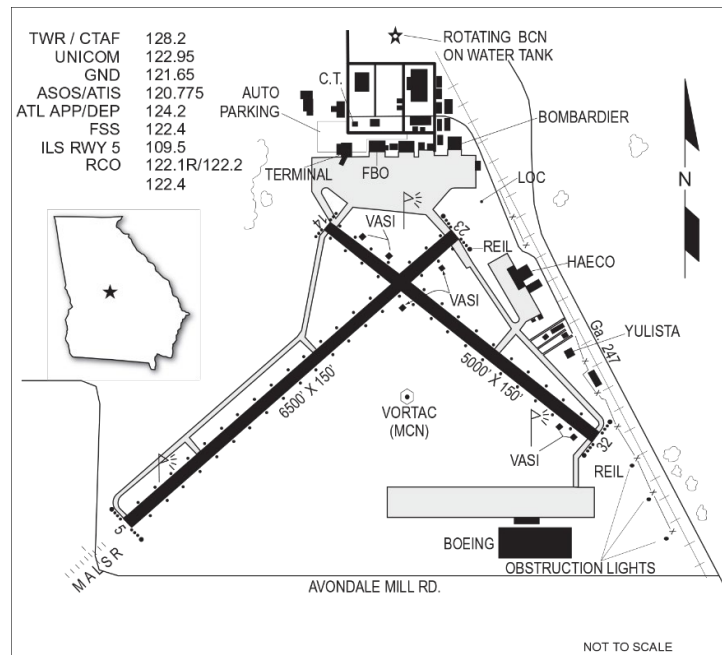 TWR / CTAF 128.2
UNICOM 122.95
GND 121.65
ASOS/ATIS 120.775
ATL APP/DEP 124.2
FSS 122.4
ILS RWY 5 109.5
RCO 122.1R/122.2
122.4
ROTATING BCN
ON WATER TANK
C.T.
AUTO
PARKING
BOMBARDIER
TERMINAL
FBO
LOC
N
14
VASI
23
REIL
HAECO
VASI
Ga. 247
YULISTA
6500' X 150'
5000' X 150'
VORTAC
(MCN)
VASI
32
REIL
5
MALSR
BOEING
OBSTRUCTION LIGHTS
AVONDALE MILL RD.
NOT TO SCALE